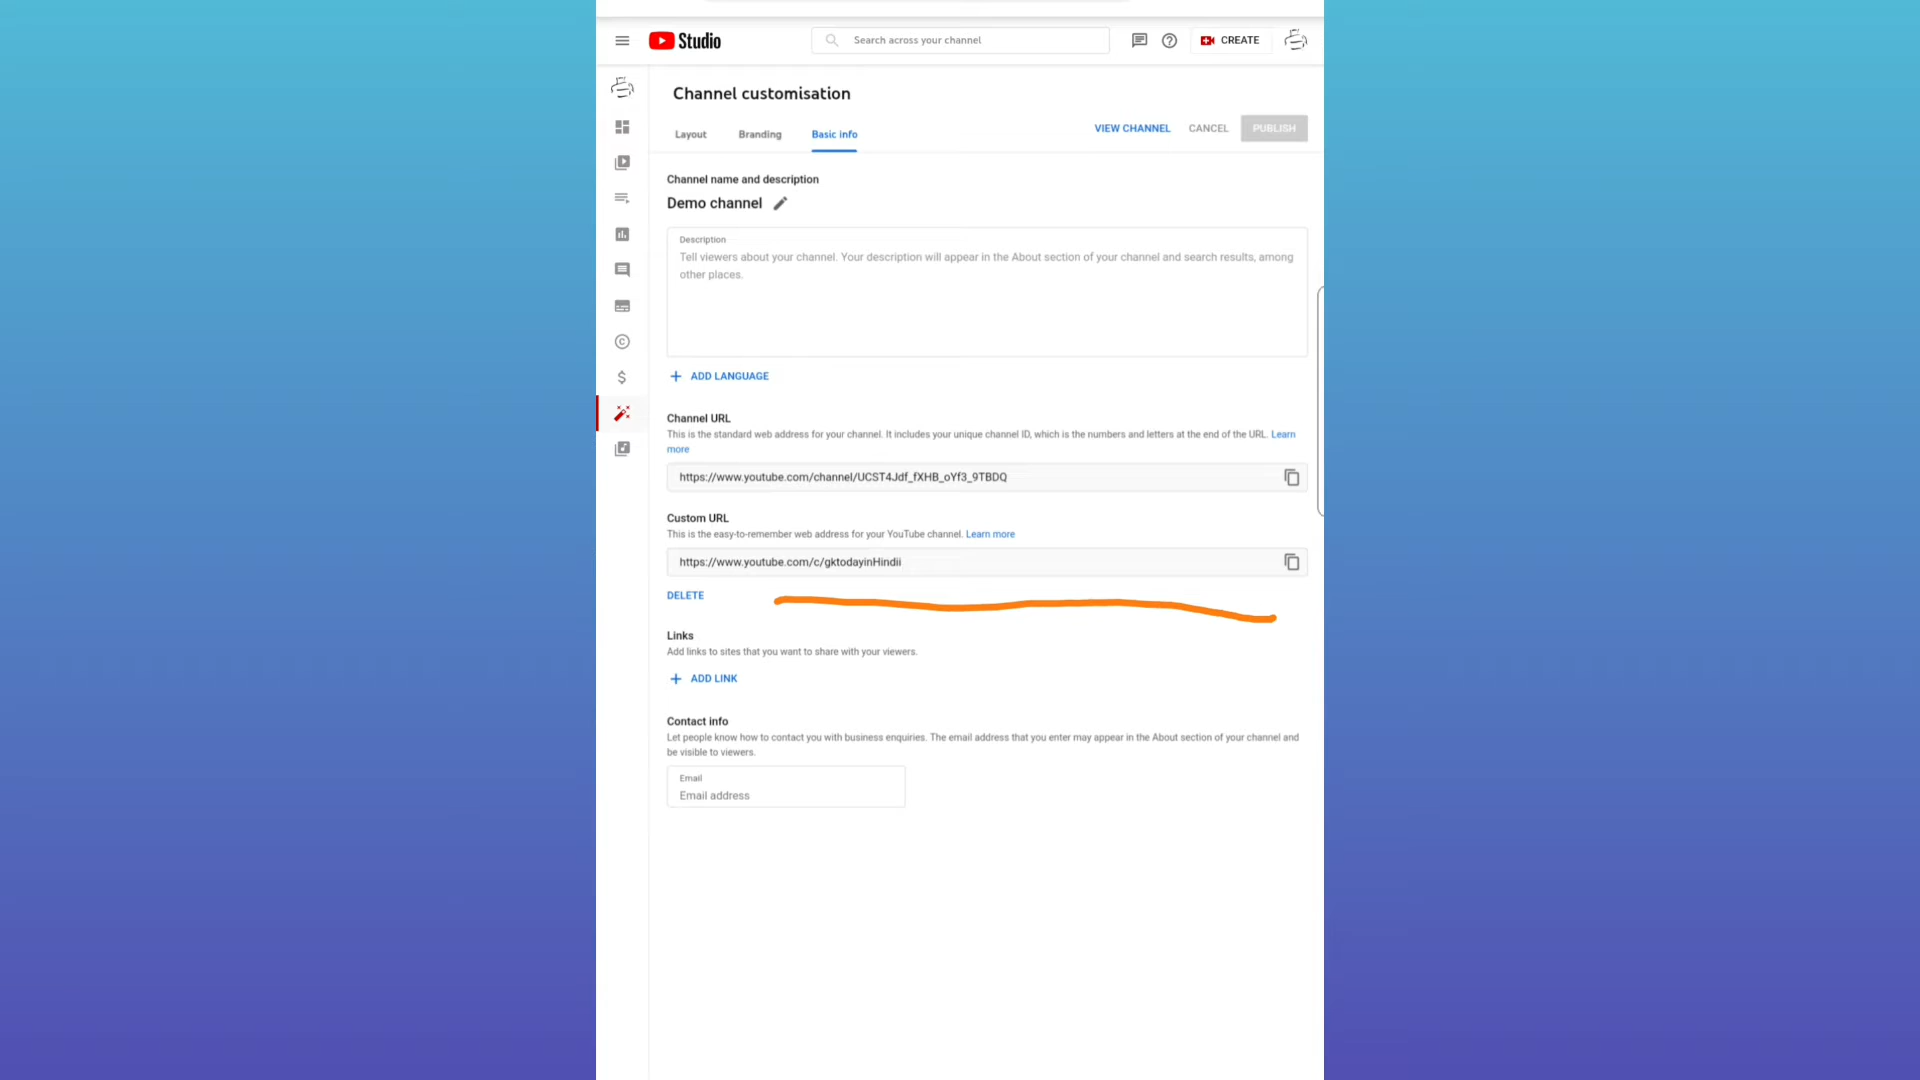 Studio
Search across your channel
CREATE
Channel customisation
Layout
Branding
Basic info
VIEW CHANNEL
CANCEL
PUBLISH
Channel name and description
Demo channel
Description
Tell viewers about your channel. Your description will appear in the About section of your channel and search results, among
other places.
ADD LANGUAGE
Channel URL
This is the standard web address for your channel. It includes your unique channel ID, which is the numbers and letters at the end of the URL. Learn
more
https://www.youtube.com/channel/UCST4Jdf_fXHB_oYf3_9TBDQ
Custom URL
This is the easy-to-remember web address for your YouTube channel. Learn more
https://www.youtube.com/c/gktodayinHindii
DELETE
Links
Add links to sites that you want to share with your viewers.
ADD LINK
Contact info
Let people know how to contact you with business enquiries. The email address that you enter may appear in the About section of your channel and
be visible to viewers.
Email
Email address